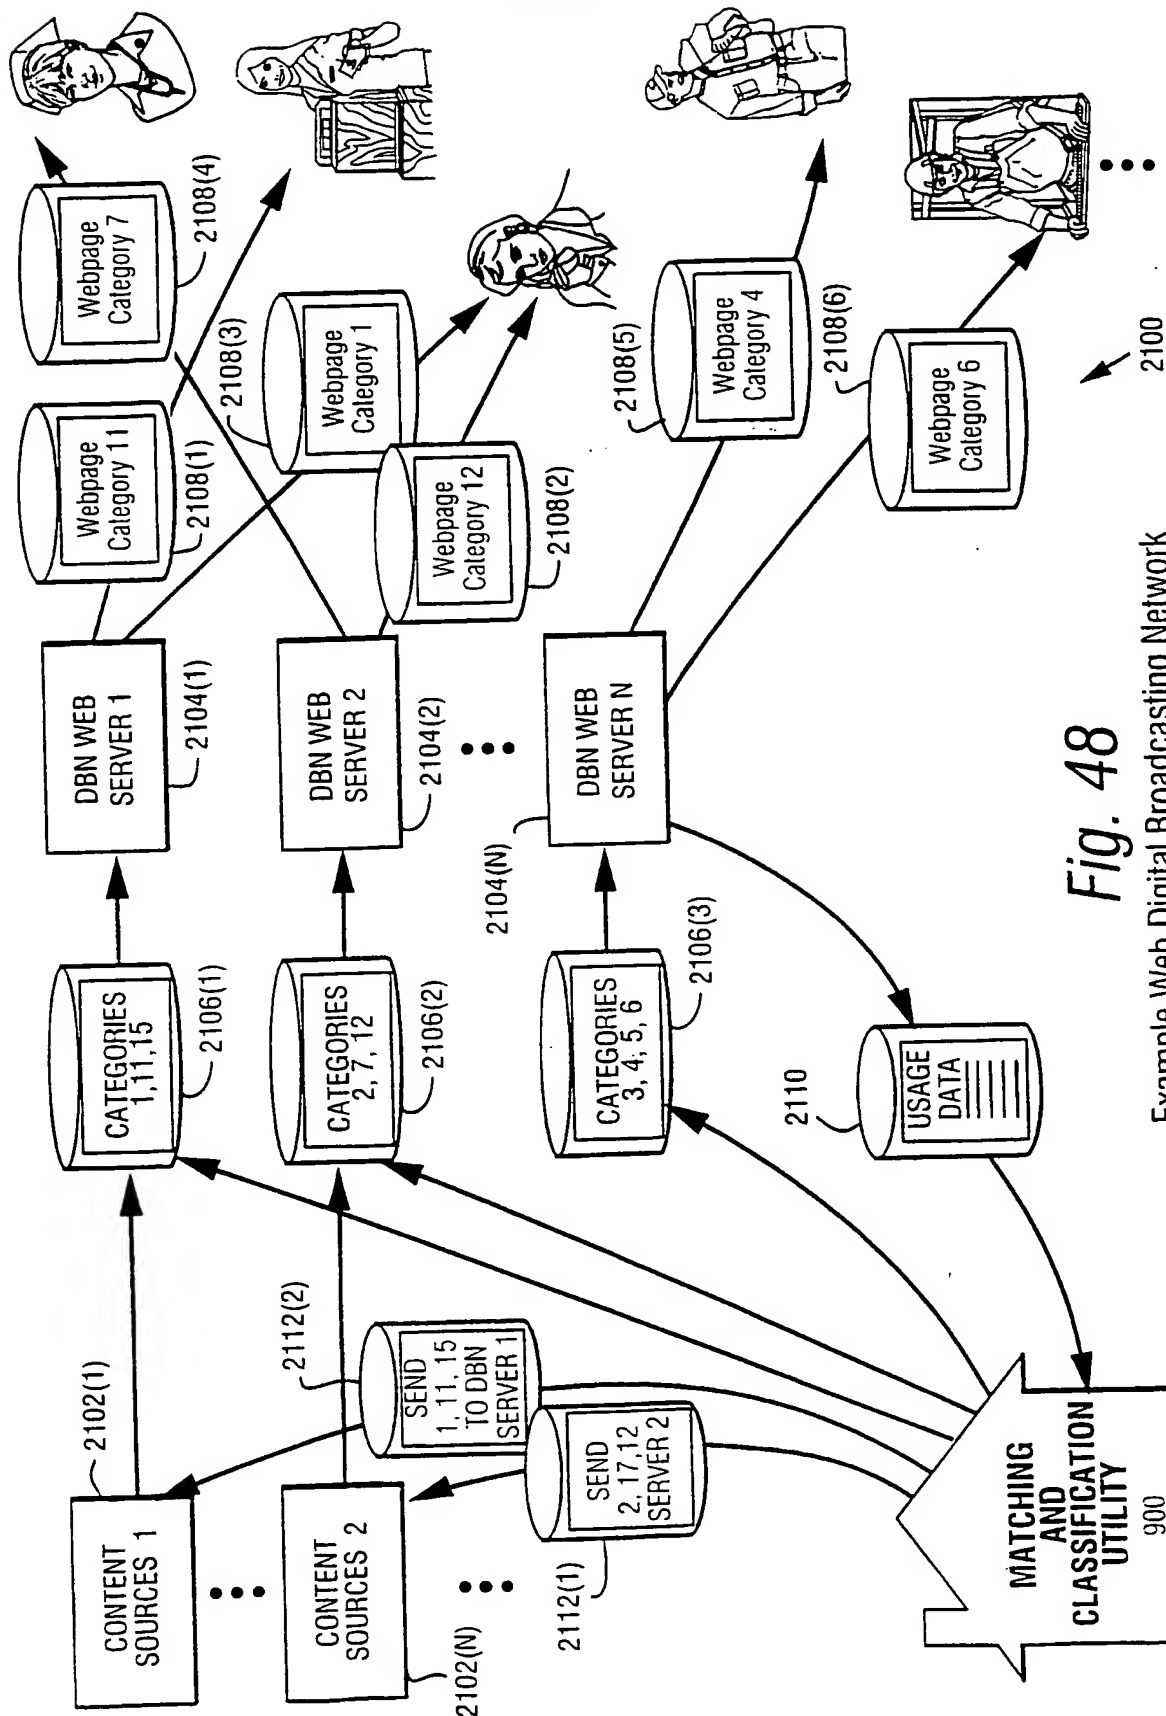 CONTENT
SOURCES 1
2102(1)
CONTENT
SOURCES 2
2102(N)
SEND
1, 11, 15
TO DBN
SERVER 1
2112(2)
SEND
2, 17,12
SERVER 2
2112(1)
MATCHING
AND
CLASSIFICATION
UTILITY
900
CATEGORIES
1,11,15
2106(1)
CATEGORIES
2, 7, 12
2106(2)
CATEGORIES
3, 4, 5, 6
2106(3)
USAGE
DATA
2110
DBN WEB
SERVER 1
2104(1)
DBN WEB
SERVER 2
2104(2)
DBN WEB
SERVER N
2104(N)
Webpage
Category 11
2108(1)
Webpage
Category 7
2108(4)
Webpage
Category 1
2108(3)
Webpage
Category 12
2108(2)
Webpage
Category 4
2108(5)
Webpage
Category 6
2108(6)
2100
Fig. 48
Example Web Digital Broadcasting Network